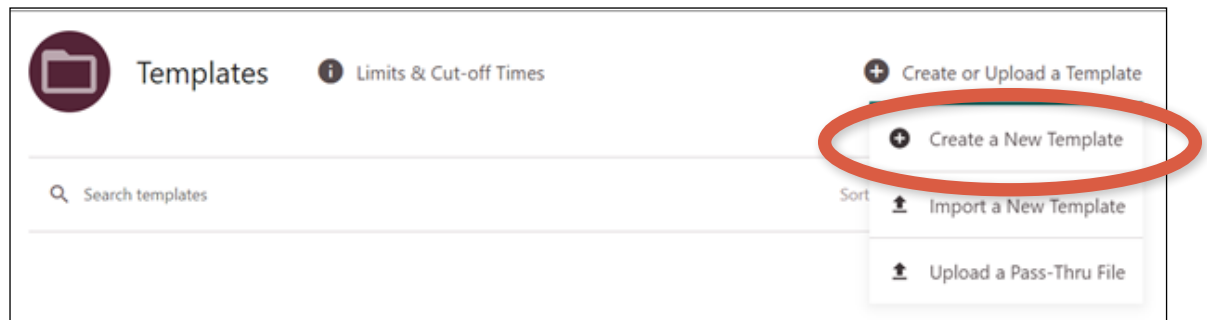 Templates
Limits & Cut-off Times
Create or Upload a Template
Create a New Template
Search templates
Sort
Import a New Template
Upload a Pass-Thru File